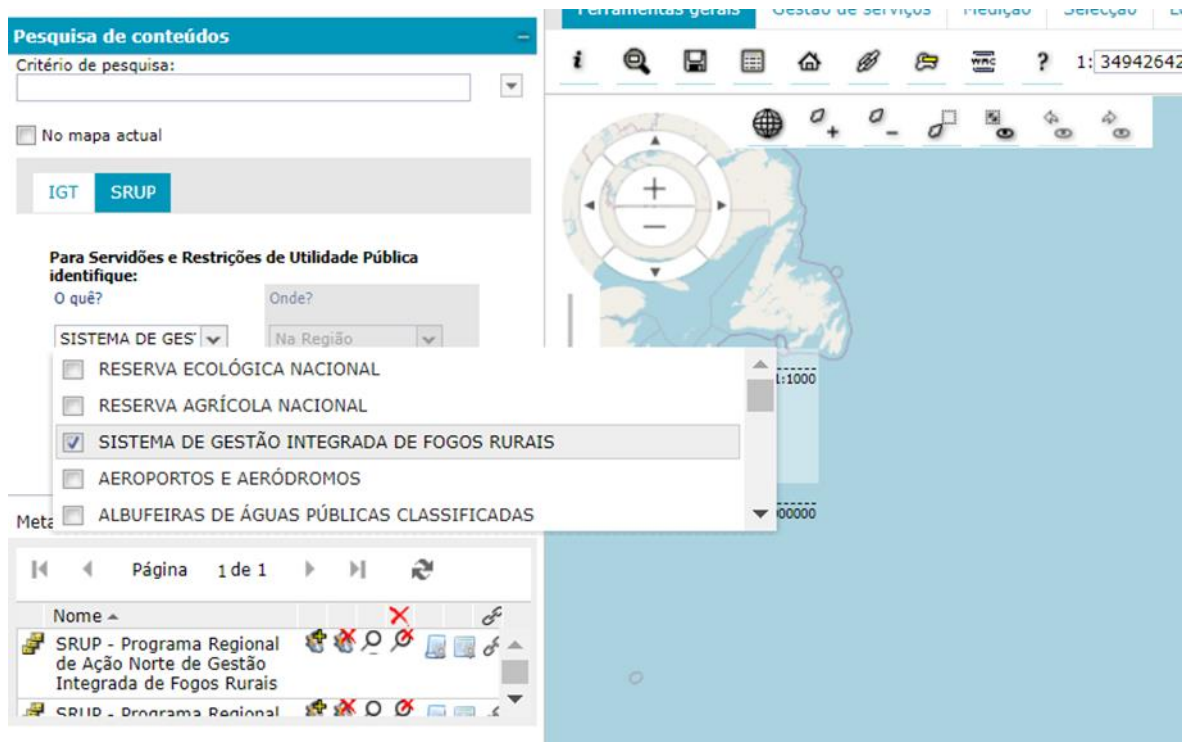 Ferramentas gerais Gestão de serviços Medição Selecção
Pesquisa de conteúdos
Critério de pesquisa:
i WMC ? 1: 34942642
No mapa actual
IGT SRUP
Para Servidões e Restrições de Utilidade Pública
identifique:
O quê? Onde?
SISTEMA DE GES Na Região
RESERVA ECOLÓGICA NACIONAL
1:1000
RESERVA AGRÍCOLA NACIONAL
SISTEMA DE GESTÃO INTEGRADA DE FOGOS RURAIS
AEROPORTOS E AERÓDROMOS
Meta ALBUFEIRAS DE ÁGUAS PÚBLICAS CLASSIFICADAS 00000
Página 1 de 1
Nome
SRUP - Programa Regional
de Ação Norte de Gestão
Integrada de Fogos Rurais
SRUP - Programa Regional